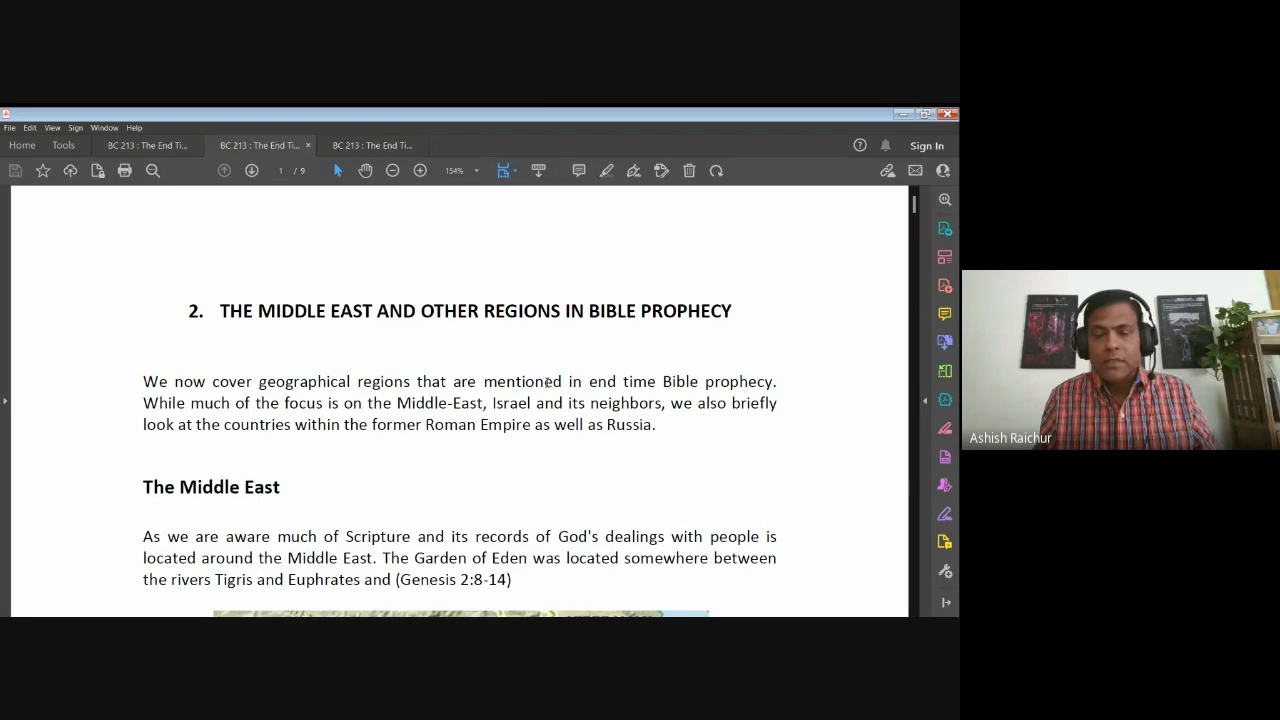 File Edit View Sign Window Help
Home Tools BC 213 : The End Ti... BC 213 : The End Ti... × BC 213 : The End Ti... Sign In
1 / 9 154%
2. THE MIDDLE EAST AND OTHER REGIONS IN BIBLE PROPHECY
We now cover geographical regions that are mentioned in end time Bible prophecy.
While much of the focus is on the Middle-East, Israel and its neighbors, we also briefly
look at the countries within the former Roman Empire as well as Russia.
The Middle East
As we are aware much of Scripture and its records of God's dealings with people is
located around the Middle East. The Garden of Eden was located somewhere between
the rivers Tigris and Euphrates and (Genesis 2:8-14)
Ashish Raichur